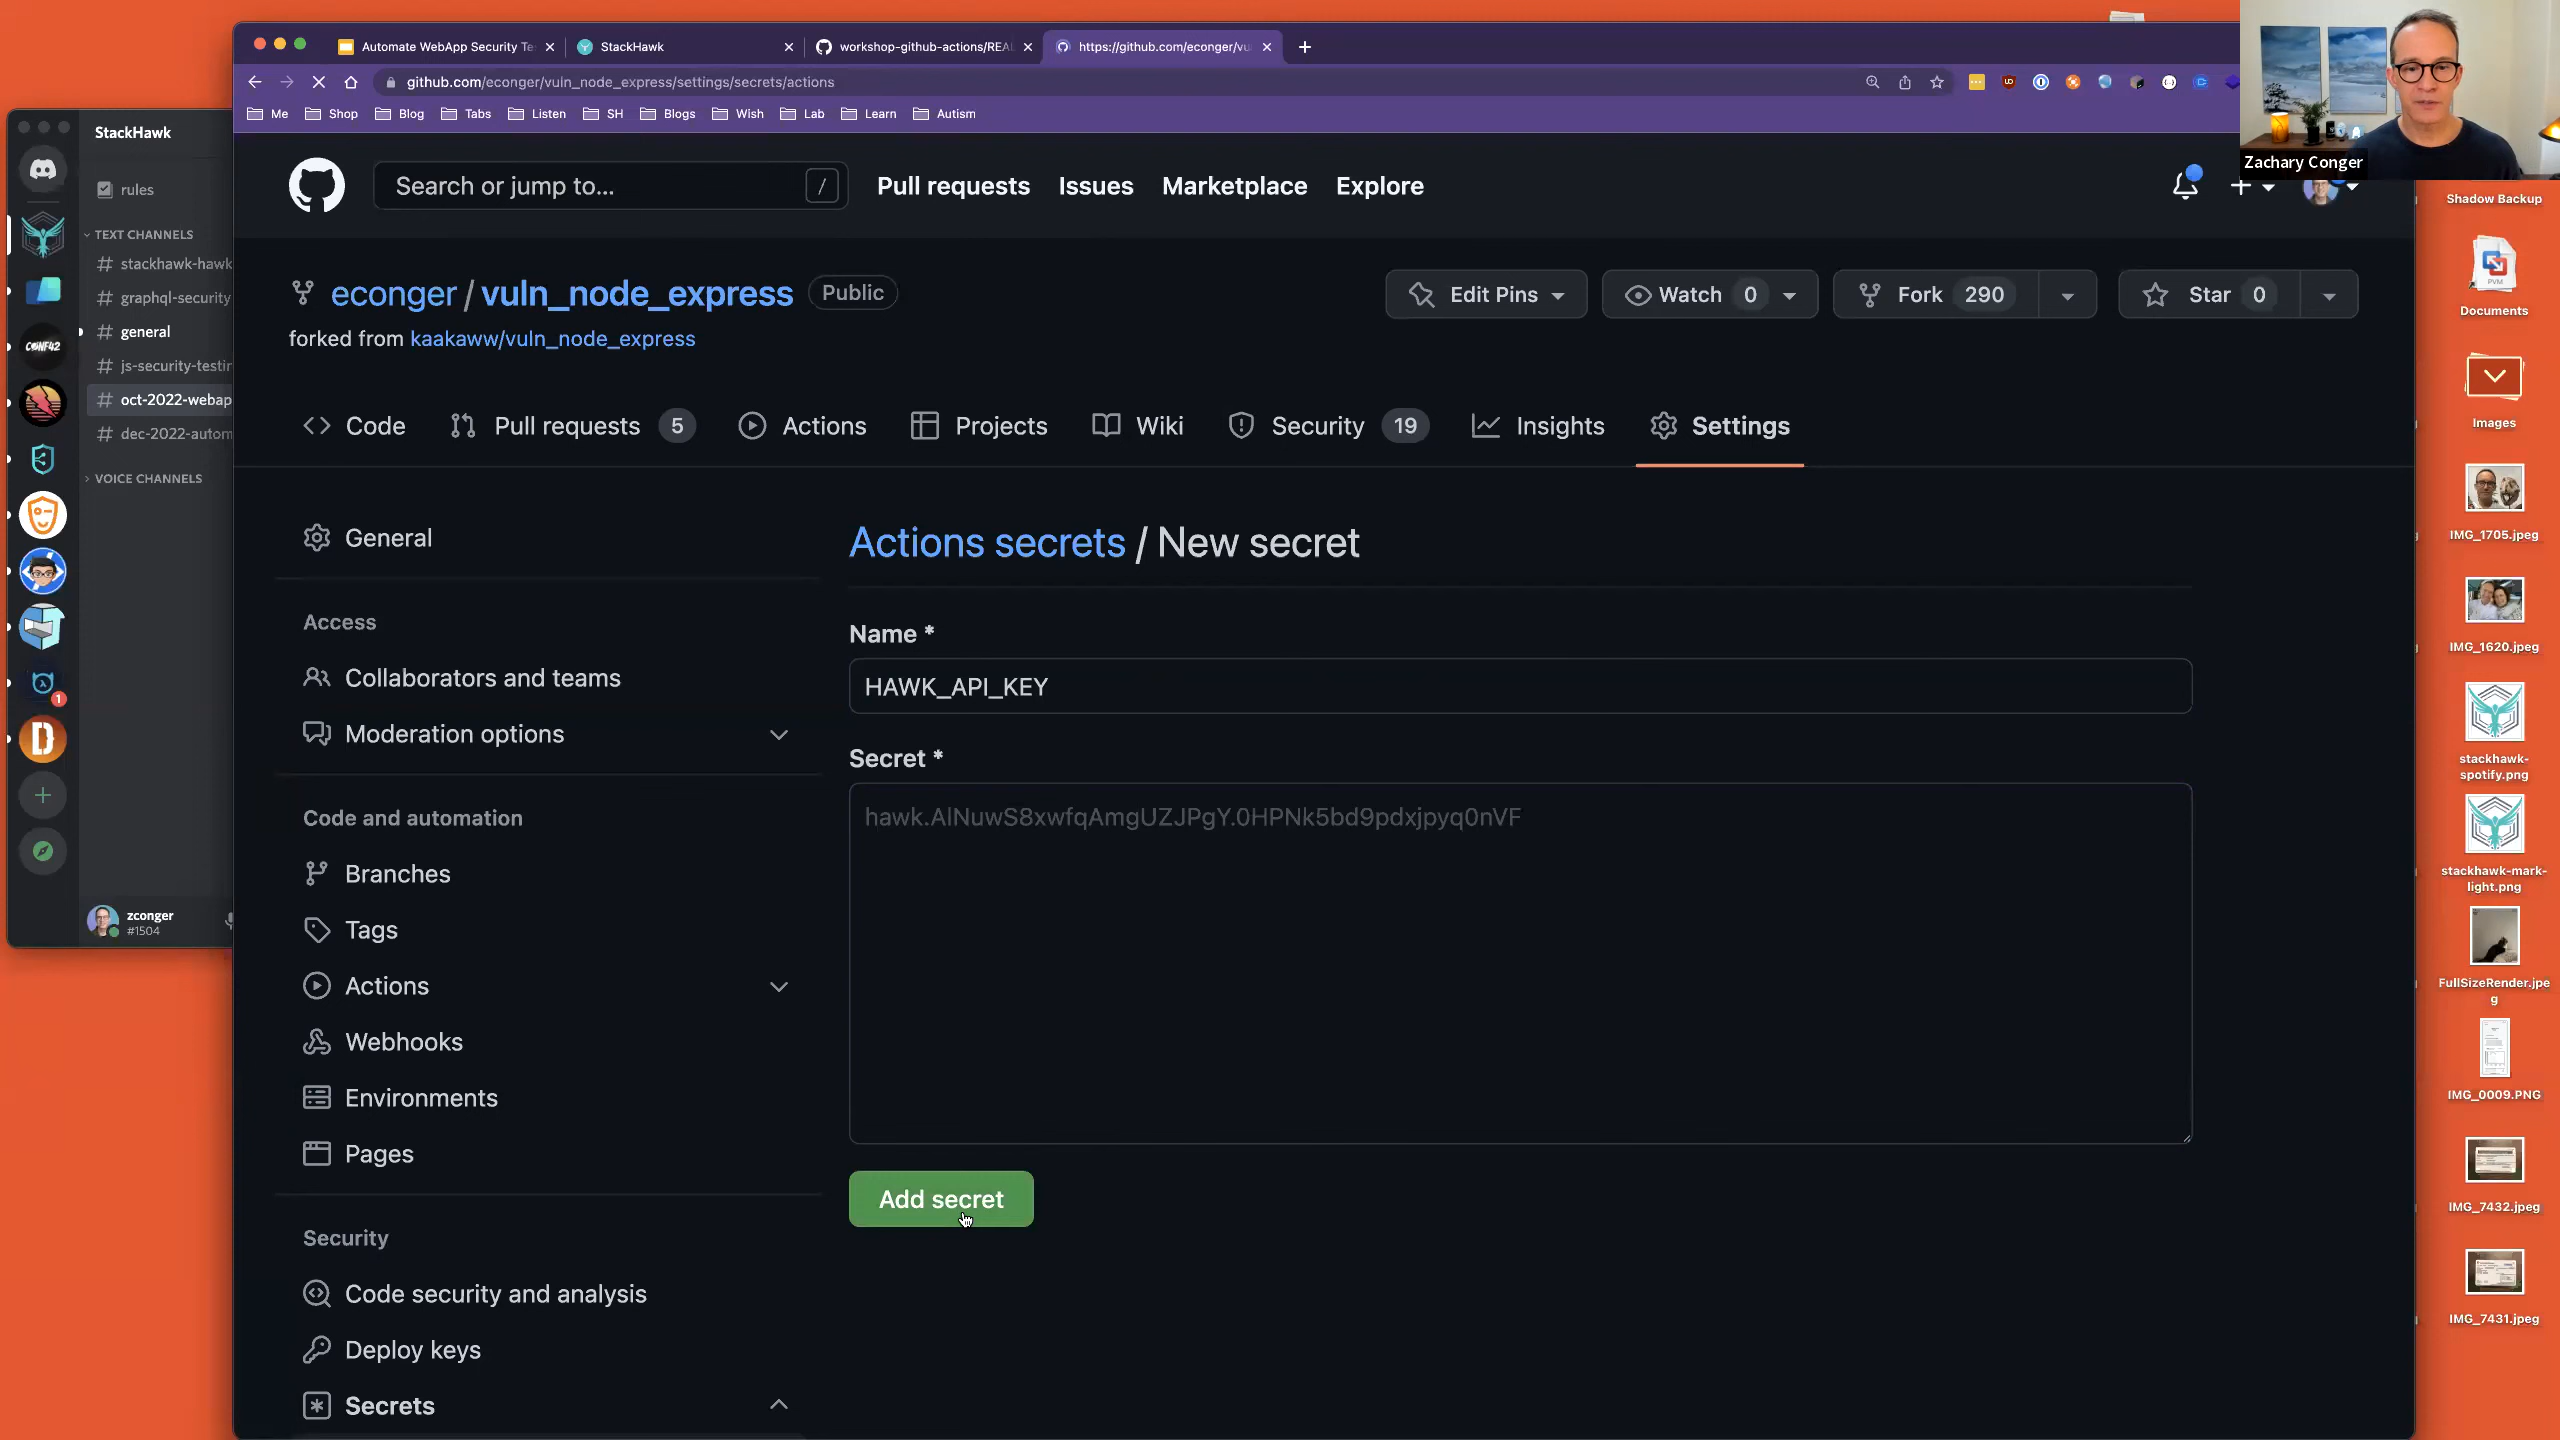 Automate WebApp Security Te
StackHawk
workshop-github-actions/REA
https://github.com/econger/vu
github.com/econger/vuln_node_express/settings/secrets/actions
Me
Shop
Blog
Tabs
Listen
SH
Blogs
Wish
Lab
Learn
Autism
Zachary Conger
StackHawk
rules
TEXT CHANNELS
# stackhawk-hawk
# graphql-security
# general
# js-security-testin
# oct-2022-webap
# dec-2022-autom
VOICE CHANNELS
CONF42
1
D
zconger
#1504
Search or jump to...
/
Pull requests
Issues
Marketplace
Explore
econger / vuln_node_express
Public
forked from kaakaww/vuln_node_express
Edit Pins
Watch 0
Fork 290
Star 0
Code
Pull requests 5
Actions
Projects
Wiki
Security 19
Insights
Settings
General
Access
Collaborators and teams
Moderation options
Code and automation
Branches
Tags
Actions
Webhooks
Environments
Pages
Security
Code security and analysis
Deploy keys
Secrets
Actions secrets / New secret
Name *
HAWK_API_KEY
Secret *
hawk.AlNuwS8xwfqAmgUZJPgY.0HPNk5bd9pdxjpyq0nVF
Add secret
Shadow Backup
PVM
Documents
Images
IMG_1705.jpeg
IMG_1620.jpeg
stackhawk-
spotify.png
stackhawk-mark-
light.png
FullSizeRender.jpe
g
IMG_0009.PNG
IMG_7432.jpeg
IMG_7431.jpeg